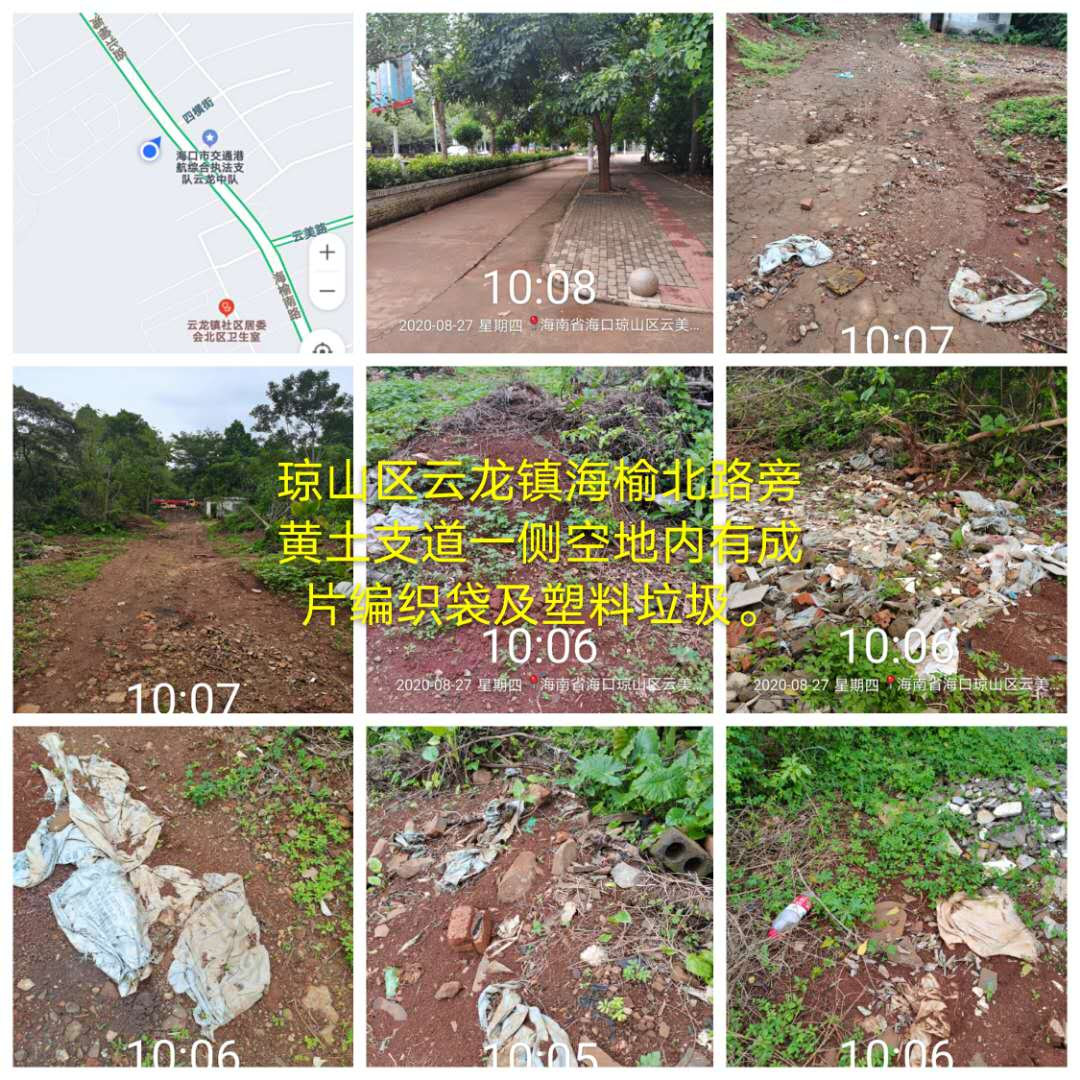 海榆北路
四横街
海口市交通港
航综合执法支
队云龙中队
云美路
海榆南路
云龙镇社区居委
会北区卫生室
10:08
2020-08-27 星期四 海南省海口琼山区云美...
10:07
琼山区云龙镇海榆北路旁
黄土支道一侧空地内有成
片编织袋及塑料垃圾。
10:07
10:06
2020-08-27 星期四 海南省海口琼山区云美...
10:06
2020-08-27 星期四 海南省海口琼山区云美...
10:06
10:05
10:06